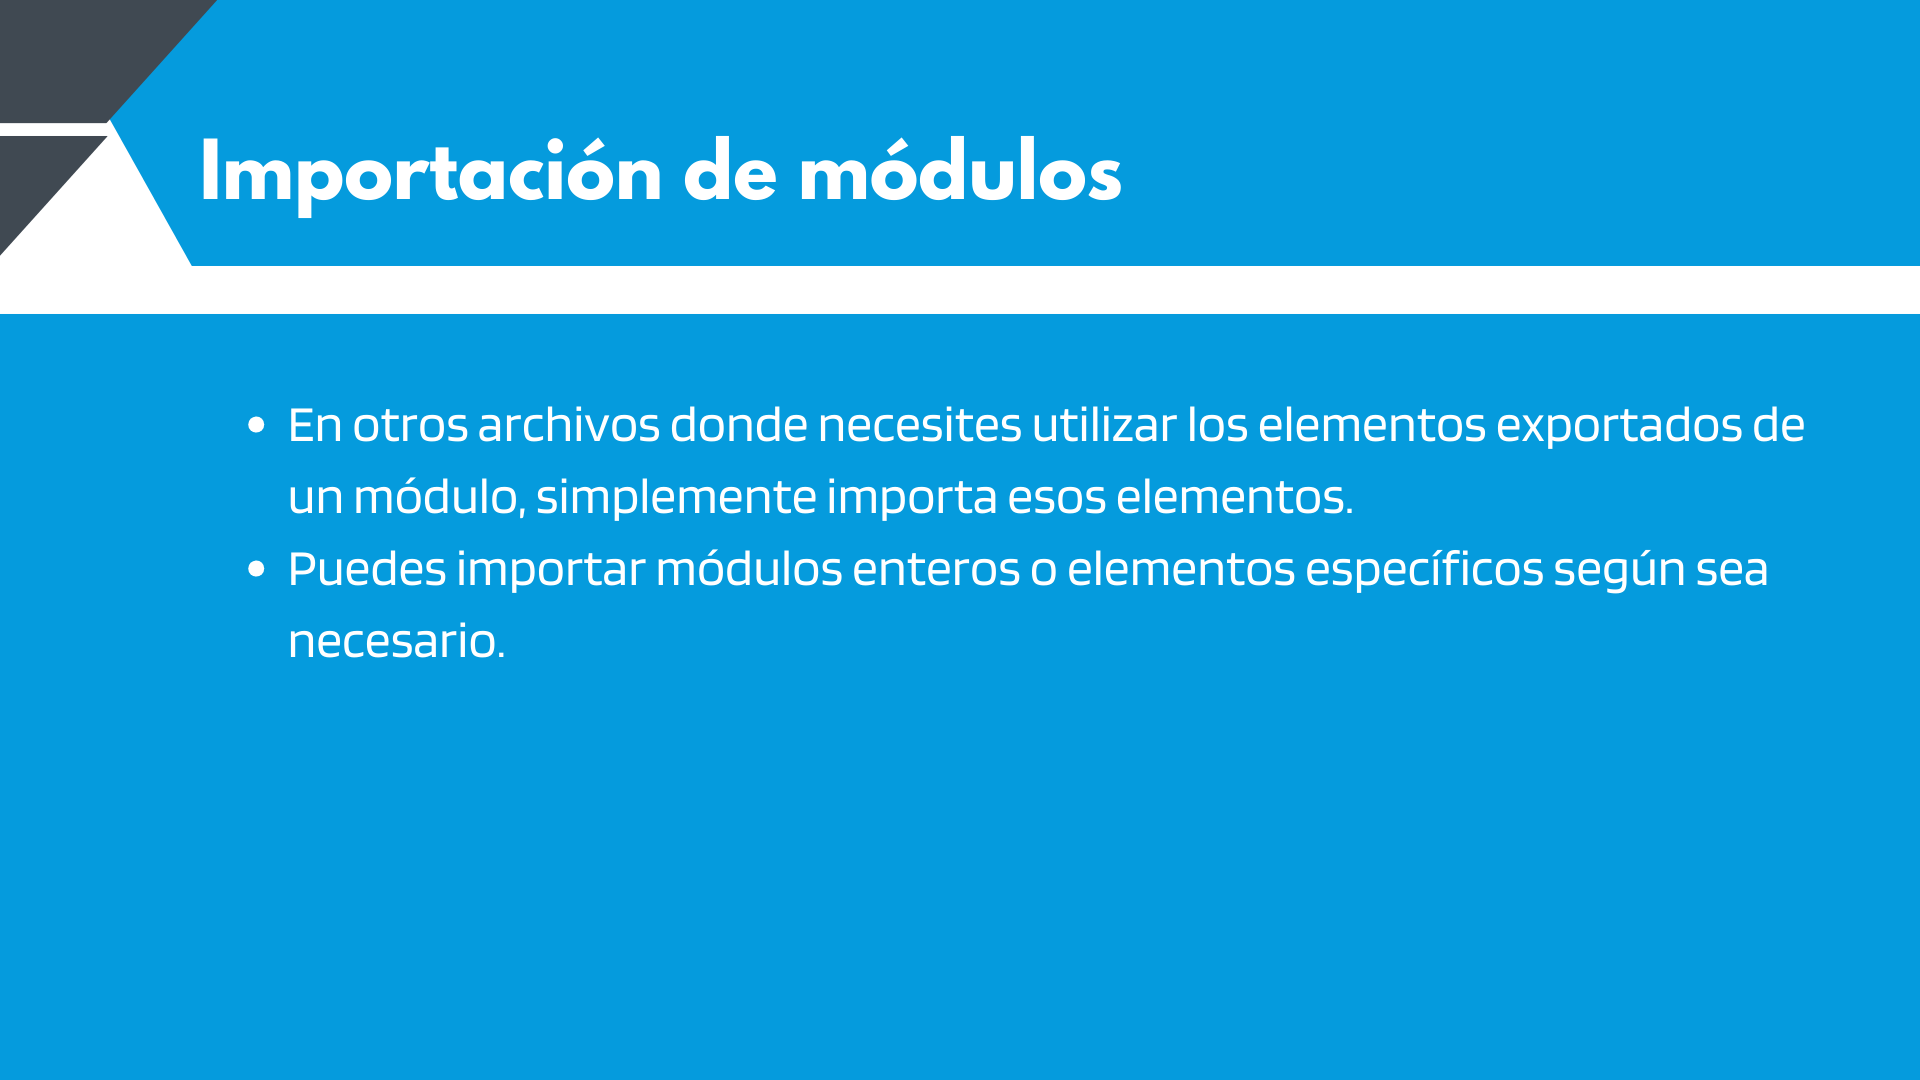 Importación de módulos
• En otros archivos donde necesites utilizar los elementos exportados de
un módulo, simplemente importa esos elementos.
• Puedes importar módulos enteros o elementos específicos según sea
necesario.